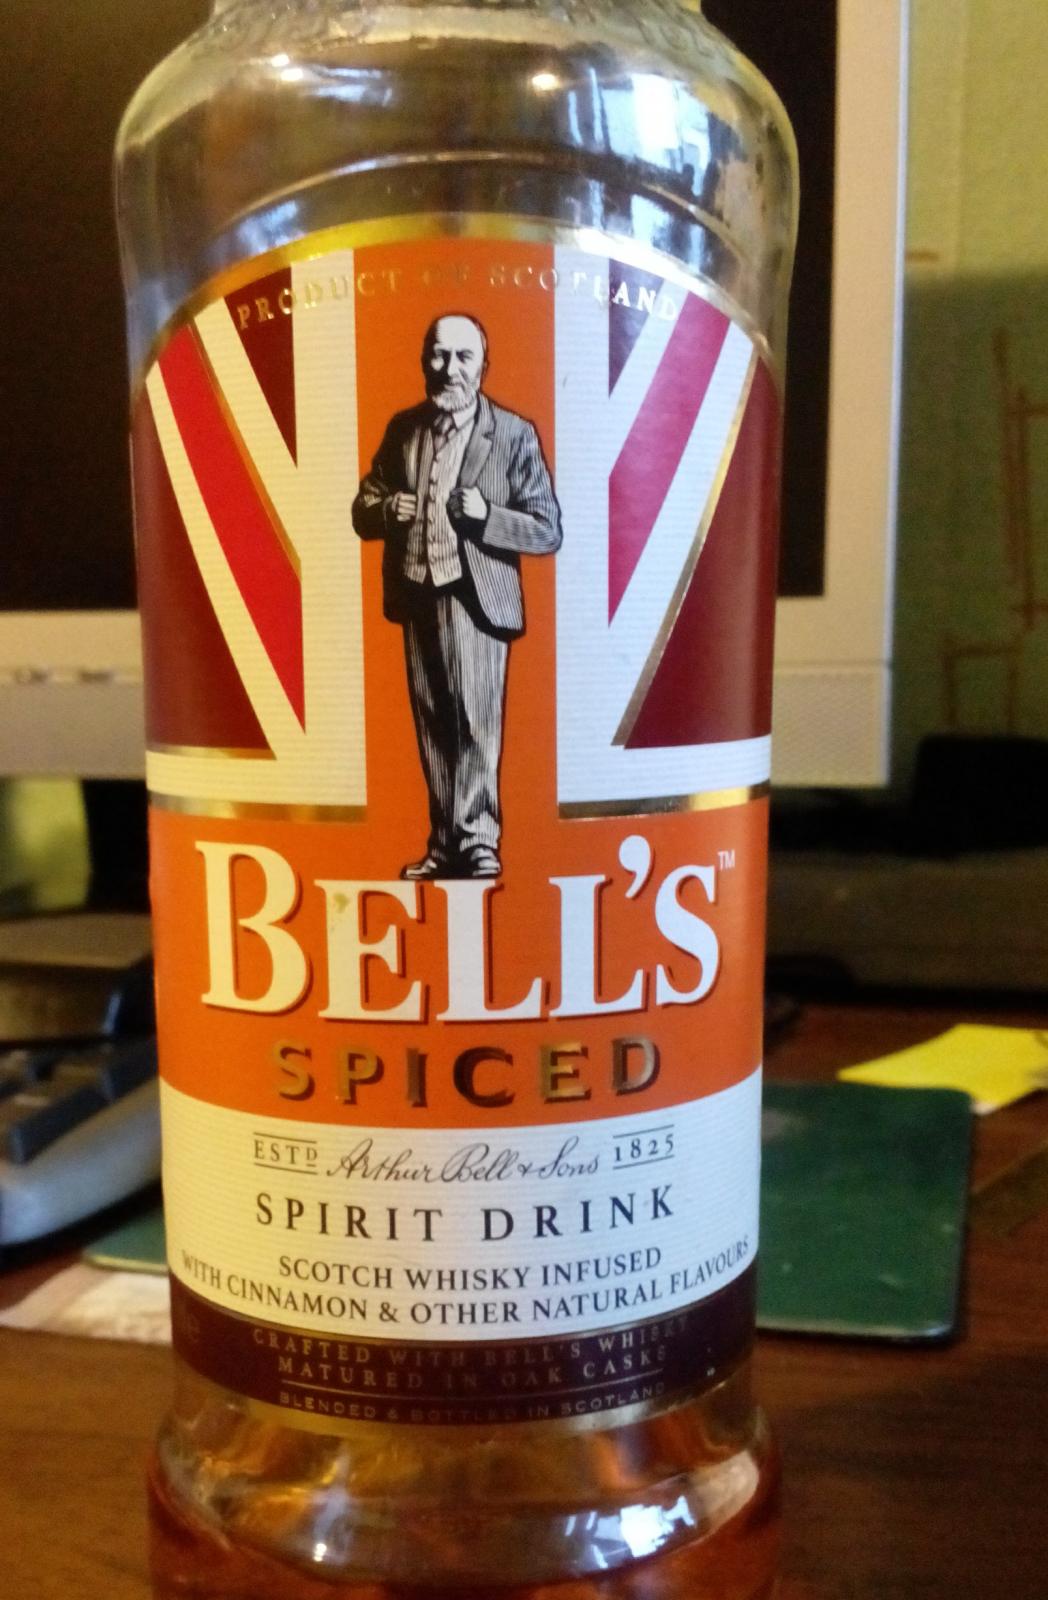 PRODUCT OF SCOTLAND
BELL'S™
SPICED
ESTD Arthur Bell & Sons 1825
SPIRIT DRINK
SCOTCH WHISKY INFUSED
WITH CINNAMON & OTHER NATURAL FLAVOURS
CRAFTED WITH BELL'S WHISKY
MATURED IN OAK CASKS
BLENDED & BOTTLED IN SCOTLAND